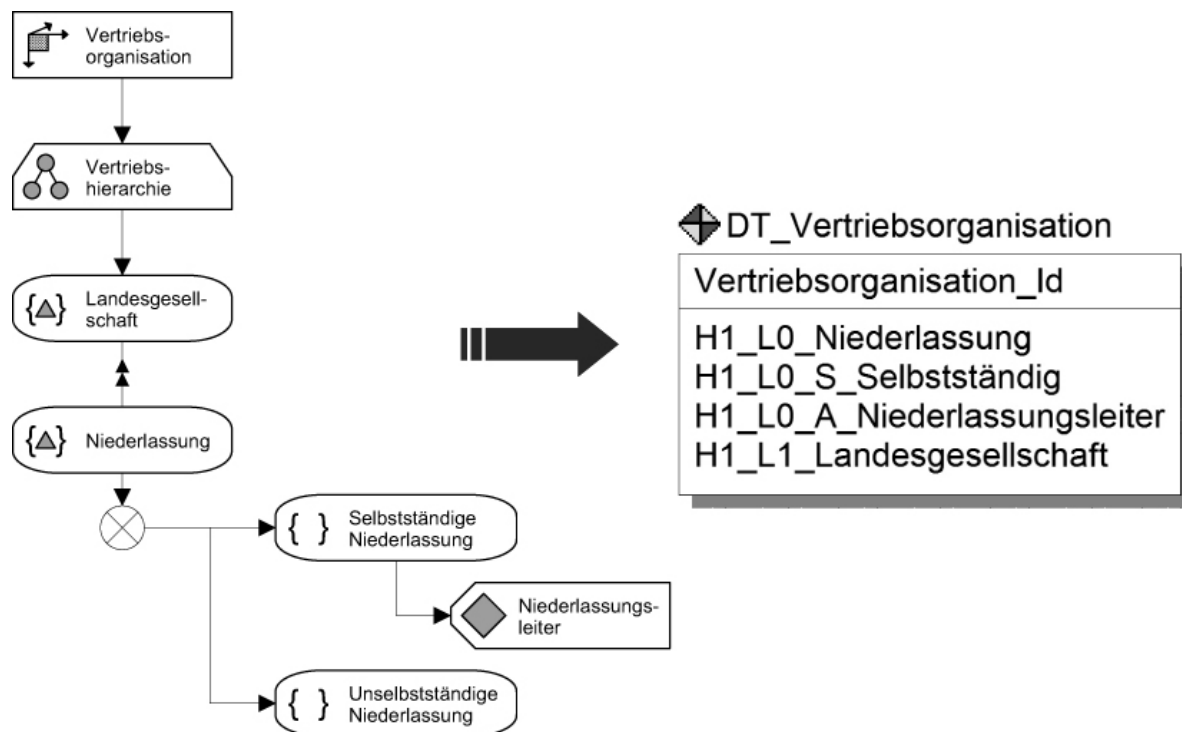 Vertriebs-
organisation
Vertriebs-
hierarchie
Landesgesell-
schaft
Niederlassung
Selbstständige
Niederlassung
Niederlassungs-
leiter
Unselbstständige
Niederlassung
DT_Vertriebsorganisation
Vertriebsorganisation_Id
H1_L0_Niederlassung
H1_L0_S_Selbstständig
H1_L0_A_Niederlassungsleiter
H1_L1_Landesgesellschaft